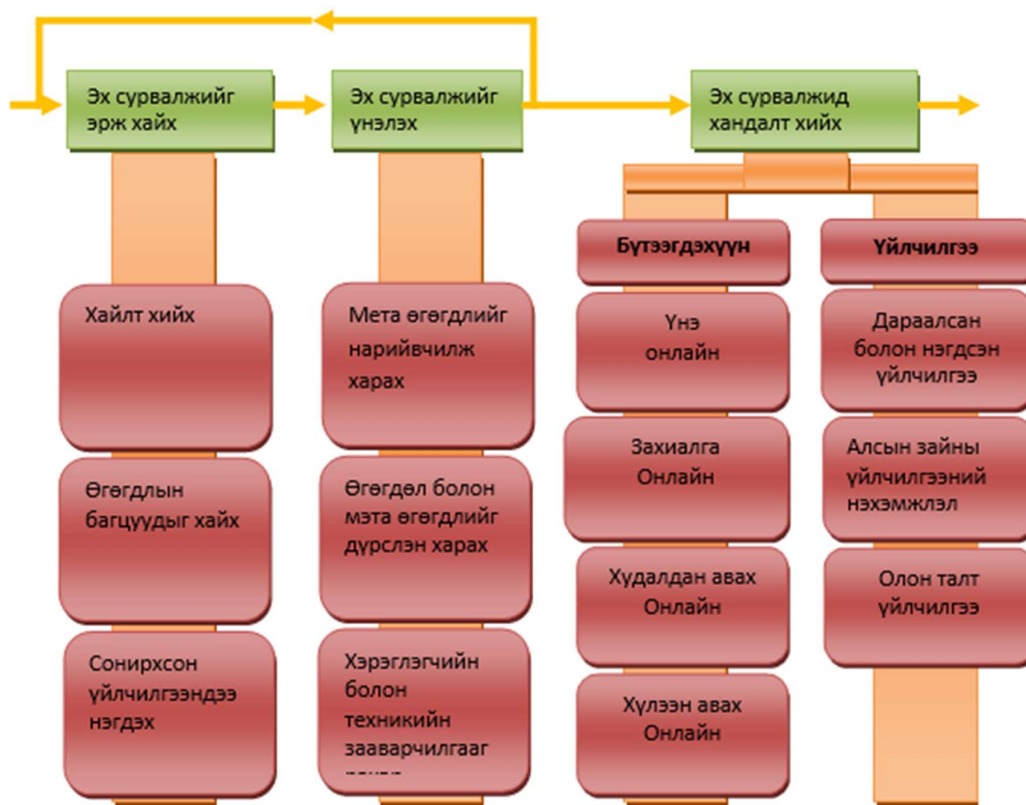 Эх сурвалжийг
эрж хайх
Эх сурвалжийг
үнэлэх
Эх сурвалжид
хандалт хийх
Хайлт хийх
Өгөгдлын
багцуудыг хайх
Сонирхсон
үйлчилгээндээ
нэгдэх
Мета өгөгдлийг
нарийвчилж
харах
Өгөгдөл болон
мэта өгөгдлийг
дүрслэн харах
Хэрэглэгчийн
болон
техникийн
зааварчилгааг
Бүтээгдэхүүн
Үнэ
онлайн
Захиалга
Онлайн
Худалдан авах
Онлайн
Хүлээн авах
Онлайн
Үйлчилгээ
Дараалсан
болон нэгдсэн
үйлчилгээ
Алсын зайны
үйлчилгээний
нэхэмжлэл
Олон талт
үйлчилгээ